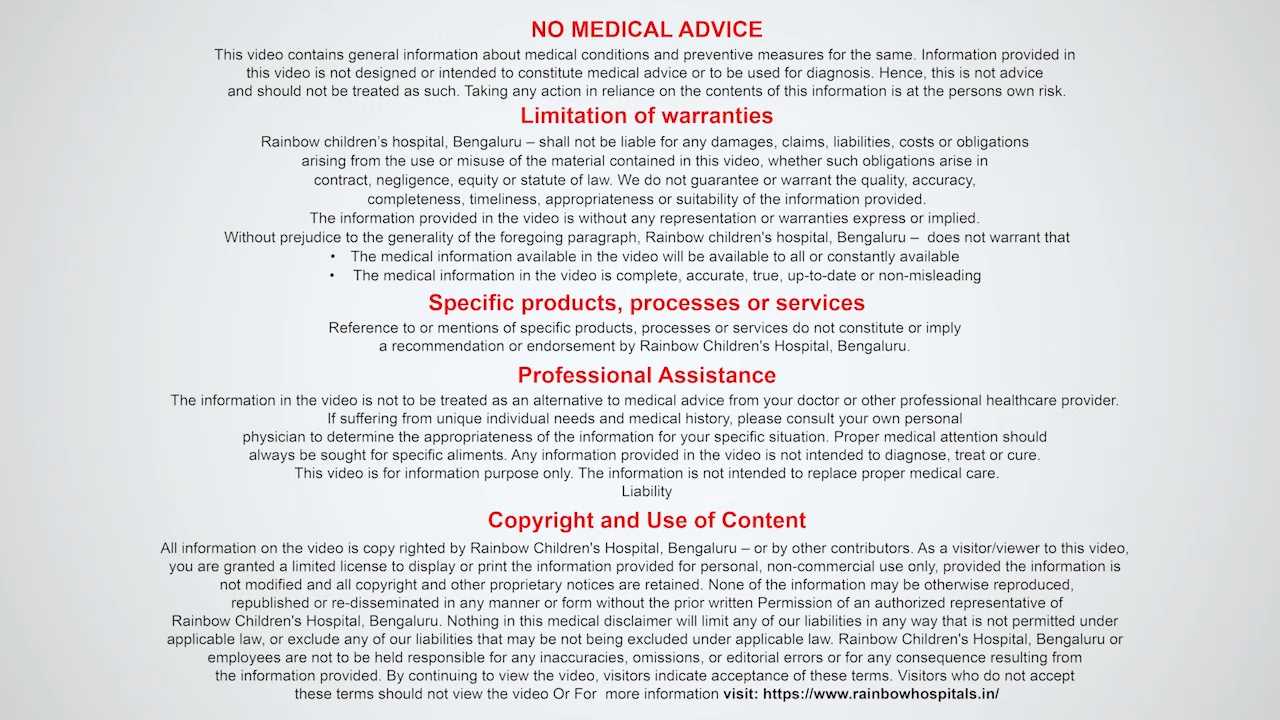 NO MEDICAL ADVICE
This video contains general information about medical conditions and preventive measures for the same. Information provided in
this video is not designed or intended to constitute medical advice or to be used for diagnosis. Hence, this is not advice
and should not be treated as such. Taking any action in reliance on the contents of this information is at the persons own risk.
Limitation of warranties
Rainbow children's hospital, Bengaluru – shall not be liable for any damages, claims, liabilities, costs or obligations
arising from the use or misuse of the material contained in this video, whether such obligations arise in
contract, negligence, equity or statute of law. We do not guarantee or warrant the quality, accuracy,
completeness, timeliness, appropriateness or suitability of the information provided.
The information provided in the video is without any representation or warranties express or implied.
Without prejudice to the generality of the foregoing paragraph, Rainbow children's hospital, Bengaluru – does not warrant that
• The medical information available in the video will be available to all or constantly available
• The medical information in the video is complete, accurate, true, up-to-date or non-misleading
Specific products, processes or services
Reference to or mentions of specific products, processes or services do not constitute or imply
a recommendation or endorsement by Rainbow Children's Hospital, Bengaluru.
Professional Assistance
The information in the video is not to be treated as an alternative to medical advice from your doctor or other professional healthcare provider.
If suffering from unique individual needs and medical history, please consult your own personal
physician to determine the appropriateness of the information for your specific situation. Proper medical attention should
always be sought for specific aliments. Any information provided in the video is not intended to diagnose, treat or cure.
This video is for information purpose only. The information is not intended to replace proper medical care.
Liability
Copyright and Use of Content
All information on the video is copy righted by Rainbow Children's Hospital, Bengaluru – or by other contributors. As a visitor/viewer to this video,
you are granted a limited license to display or print the information provided for personal, non-commercial use only, provided the information is
not modified and all copyright and other proprietary notices are retained. None of the information may be otherwise reproduced,
republished or re-disseminated in any manner or form without the prior written Permission of an authorized representative of
Rainbow Children's Hospital, Bengaluru. Nothing in this medical disclaimer will limit any of our liabilities in any way that is not permitted under
applicable law, or exclude any of our liabilities that may be not being excluded under applicable law. Rainbow Children's Hospital, Bengaluru or
employees are not to be held responsible for any inaccuracies, omissions, or editorial errors or for any consequence resulting from
the information provided. By continuing to view the video, visitors indicate acceptance of these terms. Visitors who do not accept
these terms should not view the video Or For more information visit: https://www.rainbowhospitals.in/